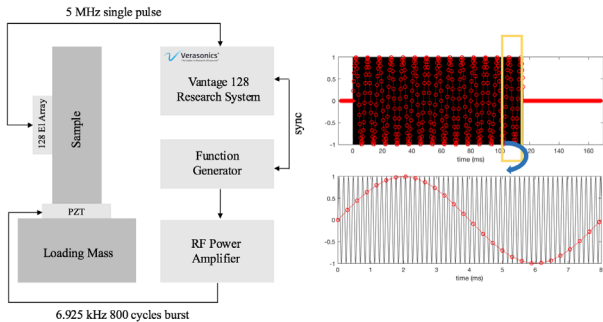 5 MHz single pulse
Verasonics®
Vantage 128
Research System
128 El Array
Sample
sync
Function
Generator
PZT
Loading Mass
RF Power
Amplifier
6.925 kHz 800 cycles burst
1
0.5
0
-0.5
-1
0 20 40 60 80 100 120 140 160
time (ms)
1
0.5
0
-0.5
-1
0 1 2 3 4 5 6 7 8
time (ms)